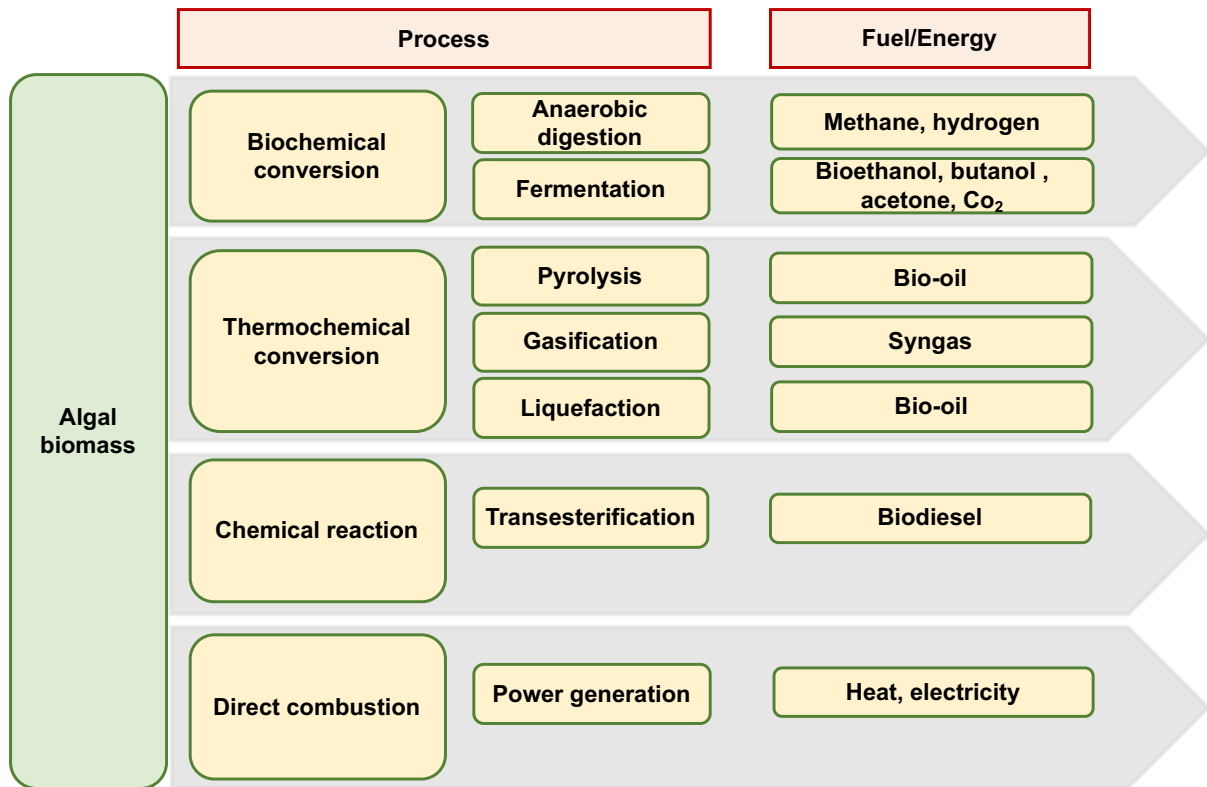 Process
Fuel/Energy
Algal
biomass
Biochemical
conversion
Anaerobic
digestion
Methane, hydrogen
Fermentation
Bioethanol, butanol ,
acetone, Co₂
Thermochemical
conversion
Pyrolysis
Bio-oil
Gasification
Syngas
Liquefaction
Bio-oil
Chemical reaction
Transesterification
Biodiesel
Direct combustion
Power generation
Heat, electricity